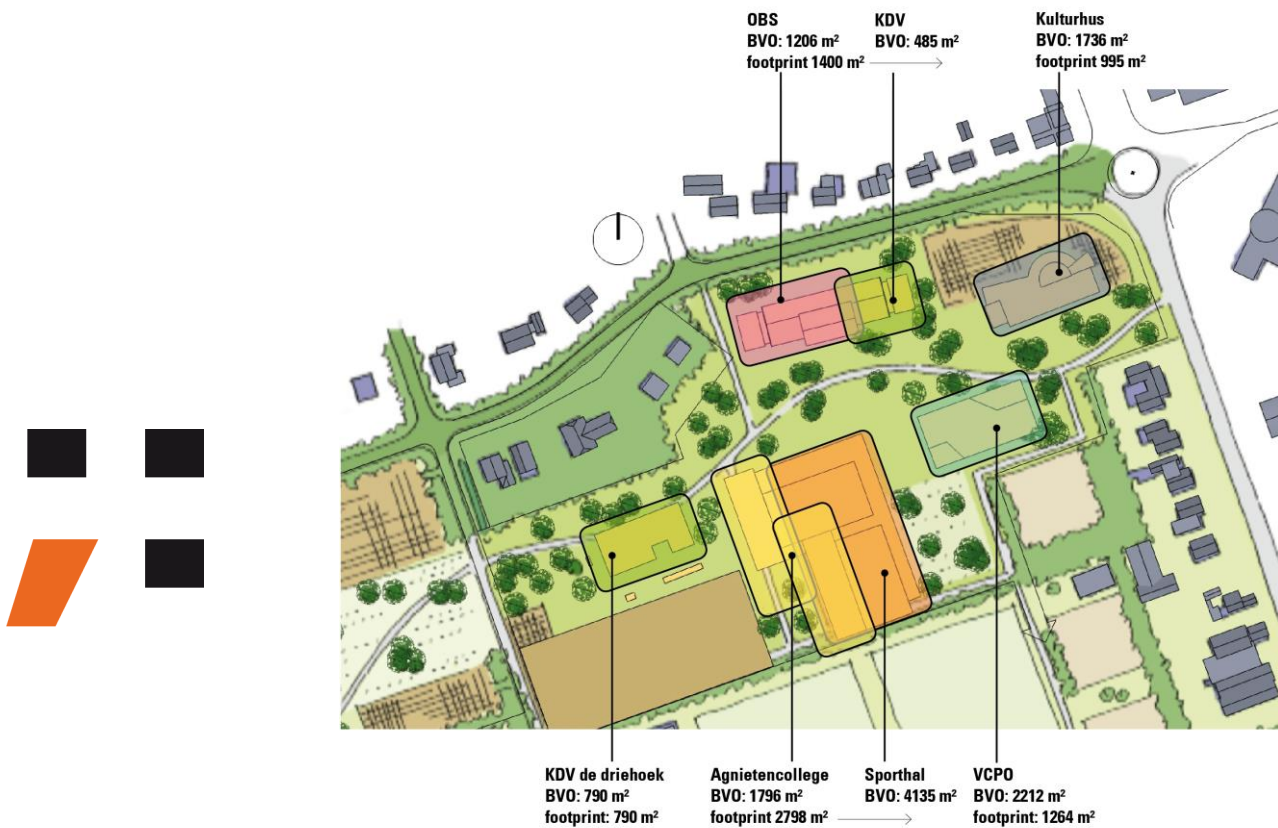 OBS
BVO: 1206 m²
footprint 1400 m²
KDV
BVO: 485 m²
Kulturhus
BVO: 1736 m²
footprint 995 m²
KDV de driehoek
BVO: 790 m²
footprint: 790 m²
Agnietencollege
BVO: 1796 m²
footprint 2798 m²
Sporthal
BVO: 4135 m²
VCPO
BVO: 2212 m²
footprint: 1264 m²